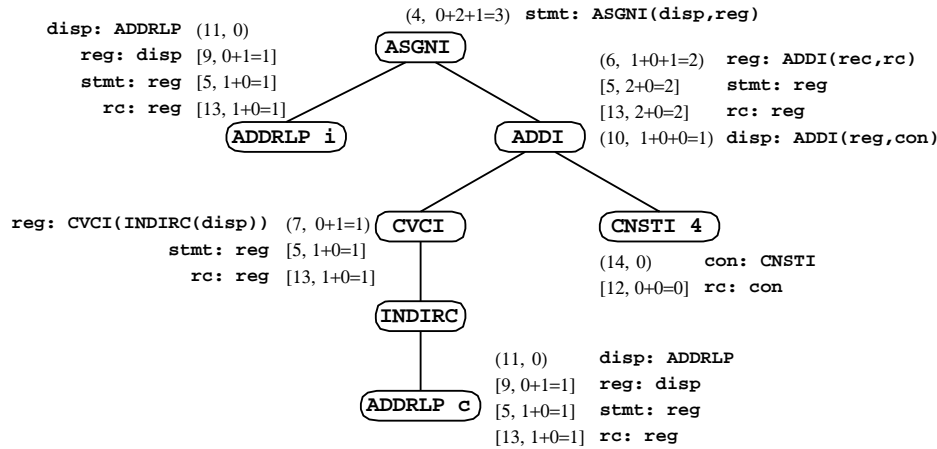 (4, 0+2+1=3) stmt: ASGNI(disp,reg)
ASGNI
disp: ADDRLP (11, 0)
reg: disp [9, 0+1=1]
stmt: reg [5, 1+0=1]
rc: reg [13, 1+0=1]
ADDRLP i
(6, 1+0+1=2) reg: ADDI(rec,rc)
[5, 2+0=2] stmt: reg
[13, 2+0=2] rc: reg
(10, 1+0+0=1) disp: ADDI(reg,con)
ADDI
reg: CVCI(INDIRC(disp)) (7, 0+1=1)
stmt: reg [5, 1+0=1]
rc: reg [13, 1+0=1]
CVCI
CNSTI 4
(14, 0) con: CNSTI
[12, 0+0=0] rc: con
INDIRC
ADDRLP c
(11, 0) disp: ADDRLP
[9, 0+1=1] reg: disp
[5, 1+0=1] stmt: reg
[13, 1+0=1] rc: reg